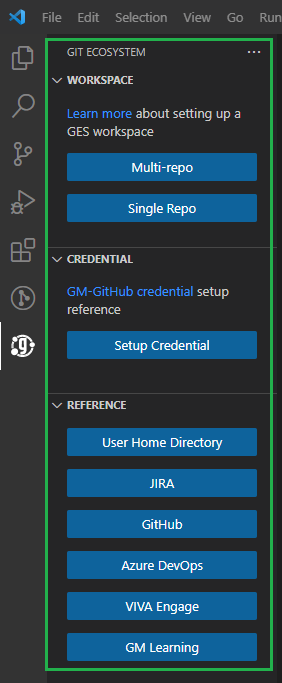 File Edit Selection View Go Run
GIT ECOSYSTEM
WORKSPACE
Learn more about setting up a
GES workspace
Multi-repo
Single Repo
CREDENTIAL
GM-GitHub credential setup
reference
Setup Credential
REFERENCE
User Home Directory
JIRA
GitHub
Azure DevOps
VIVA Engage
GM Learning